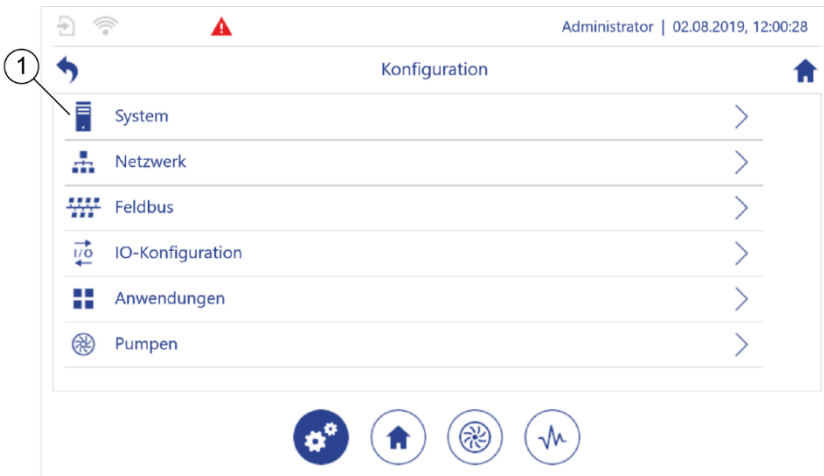 Administrator | 02.08.2019, 12:00:28
1
Konfiguration
System
Netzwerk
Feldbus
I/O
IO-Konfiguration
Anwendungen
Pumpen